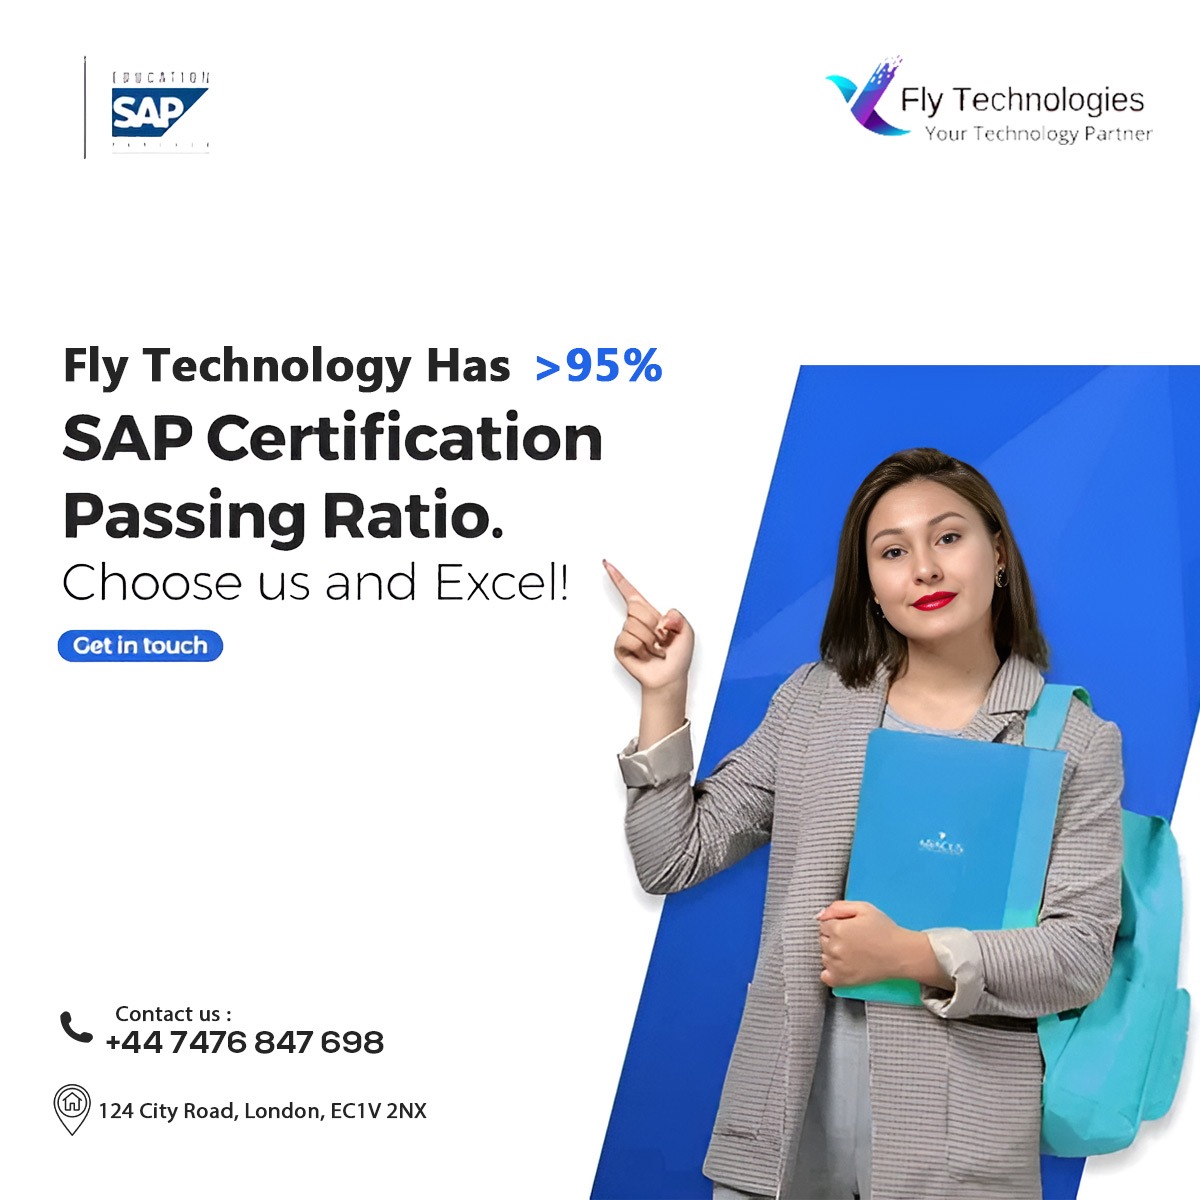 EDUCATION
SAP
Fly Technologies
Your Technology Partner
Fly Technology Has >95%
SAP Certification
Passing Ratio.
Choose us and Excel!
Get in touch
Contact us :
+44 7476 847 698
124 City Road, London, EC1V 2NX